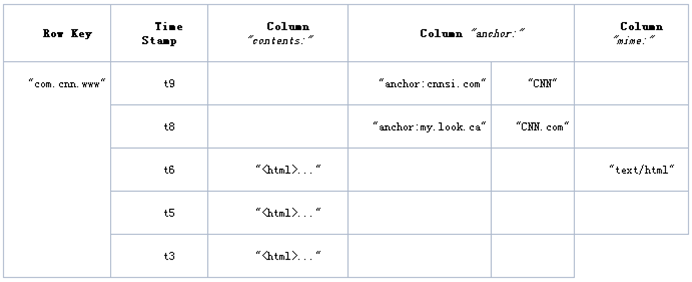 Row Key Time Stamp Column "contents:" Column "anchor:" Column "mime:"
"com.cnn.www" t9 "anchor:cnnsi.com" "CNN"
t8 "anchor:my.look.ca" "CNN.com"
t6 "<html>..." "text/html"
t5 "<html>..."
t3 "<html>..."